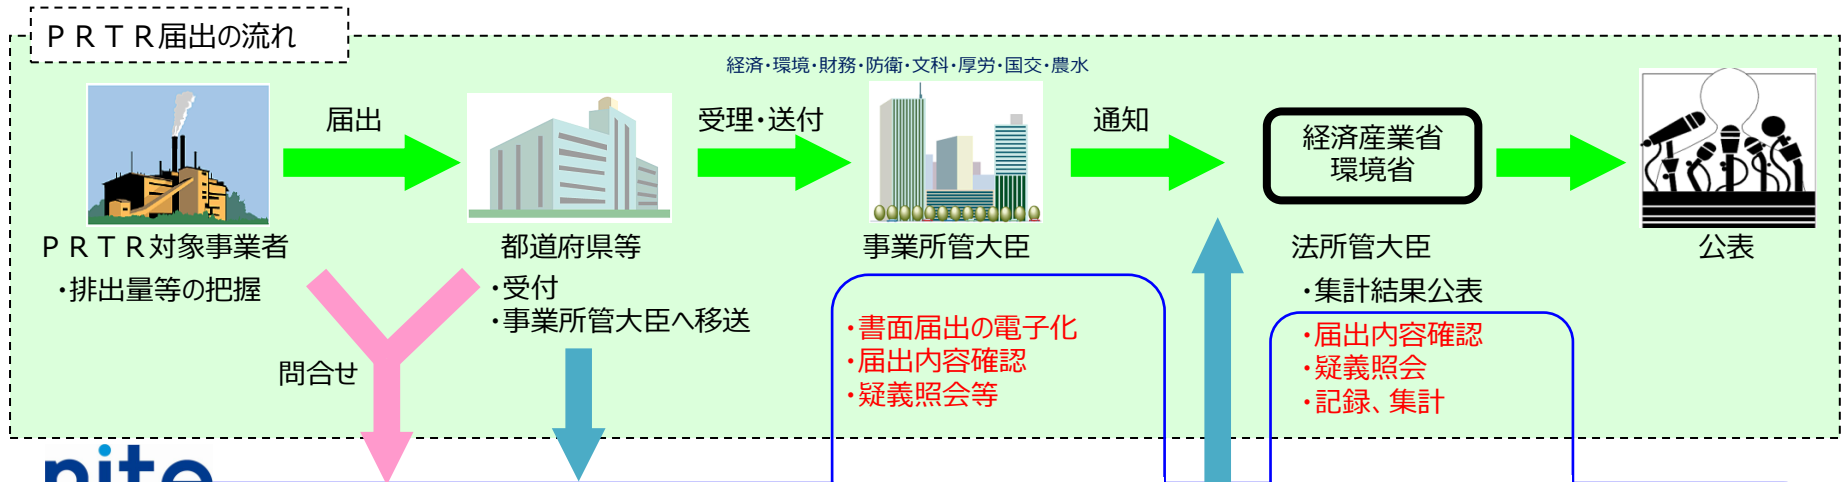 ＰＲＴＲ届出の流れ
経済・環境・財務・防衛・文科・厚労・国交・農水
届出
受理・送付
通知
経済産業省
環境省
ＰＲＴＲ対象事業者
・排出量等の把握
都道府県等
・受付
・事業所管大臣へ移送
事業所管大臣
・書面届出の電子化
・届出内容確認
・疑義照会等
法所管大臣
・集計結果公表
・届出内容確認
・疑義照会
・記録、集計
公表
問合せ
nite